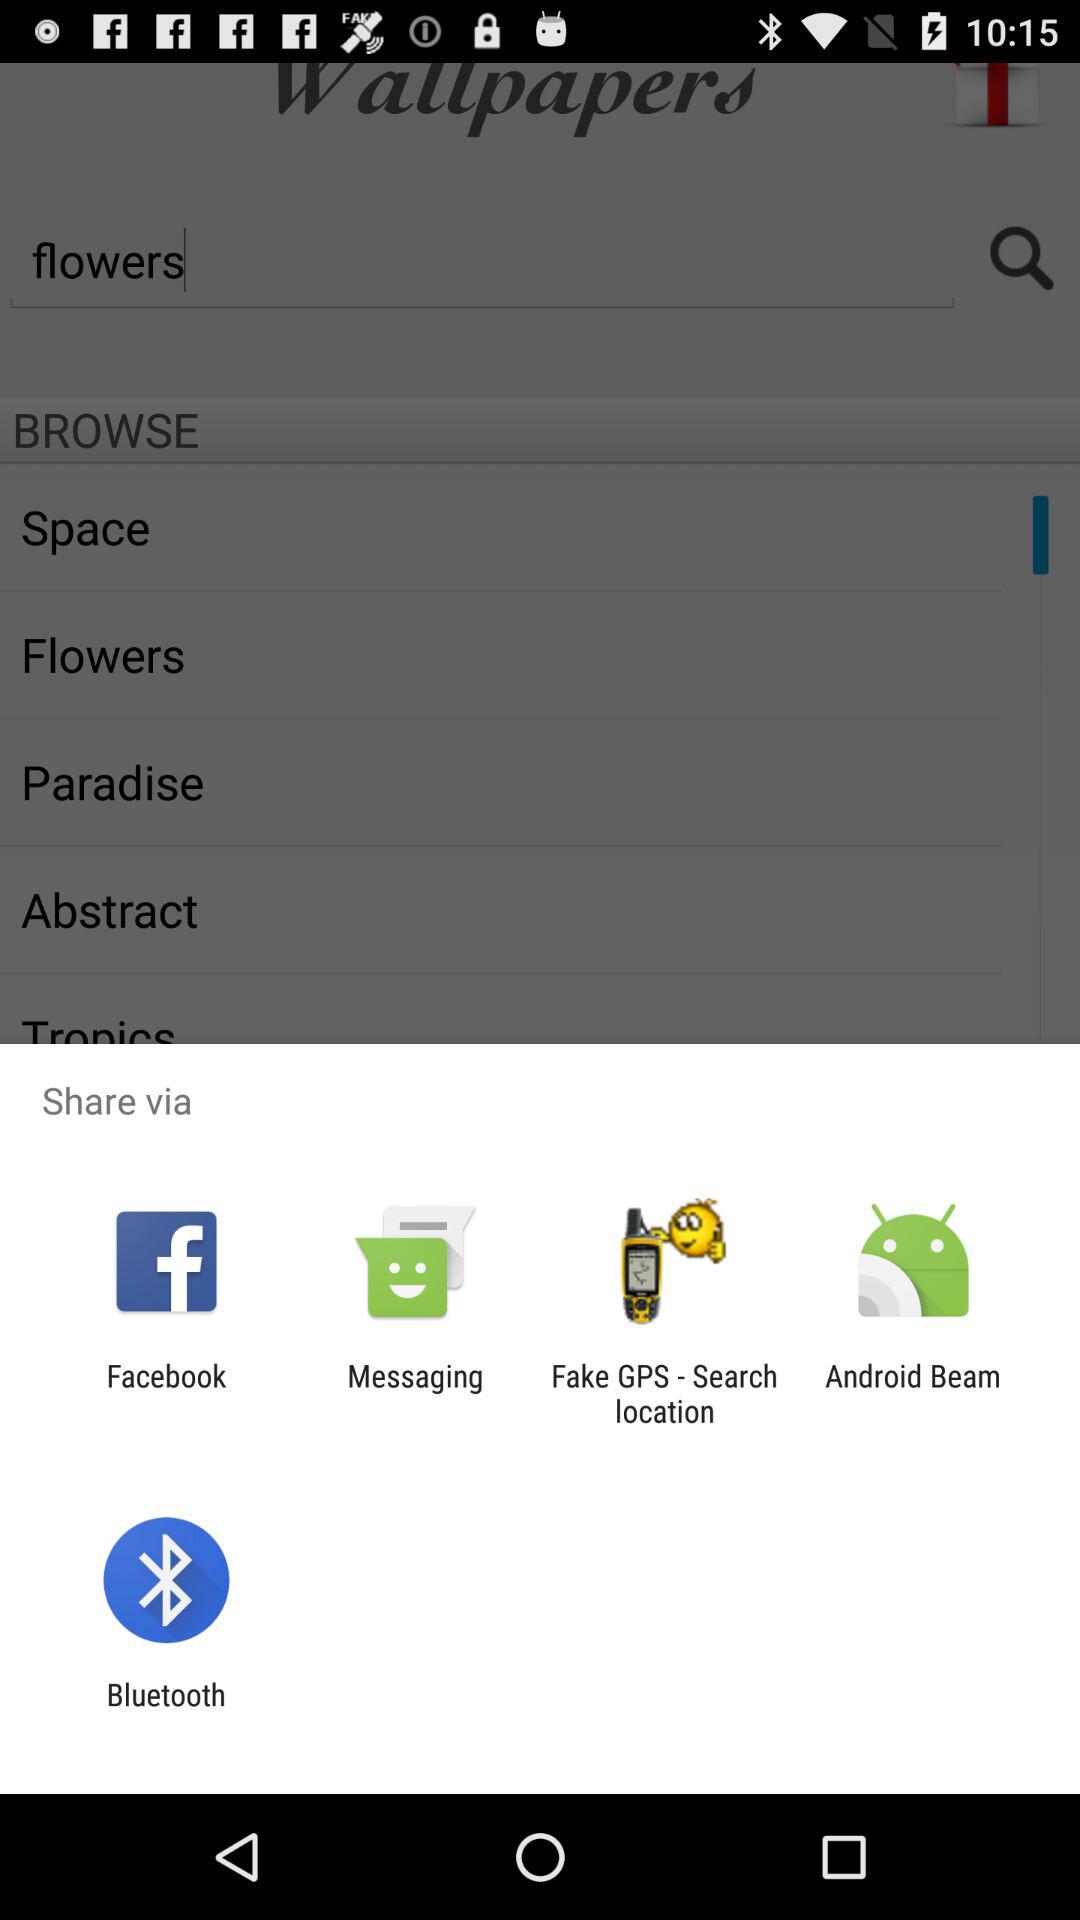 FAKE
10:15
Wallpapers
flowers
BROWSE
Space
Flowers
Paradise
Abstract
Tropics
Share via
Facebook
Messaging
Fake GPS - Search
location
Android Beam
Bluetooth